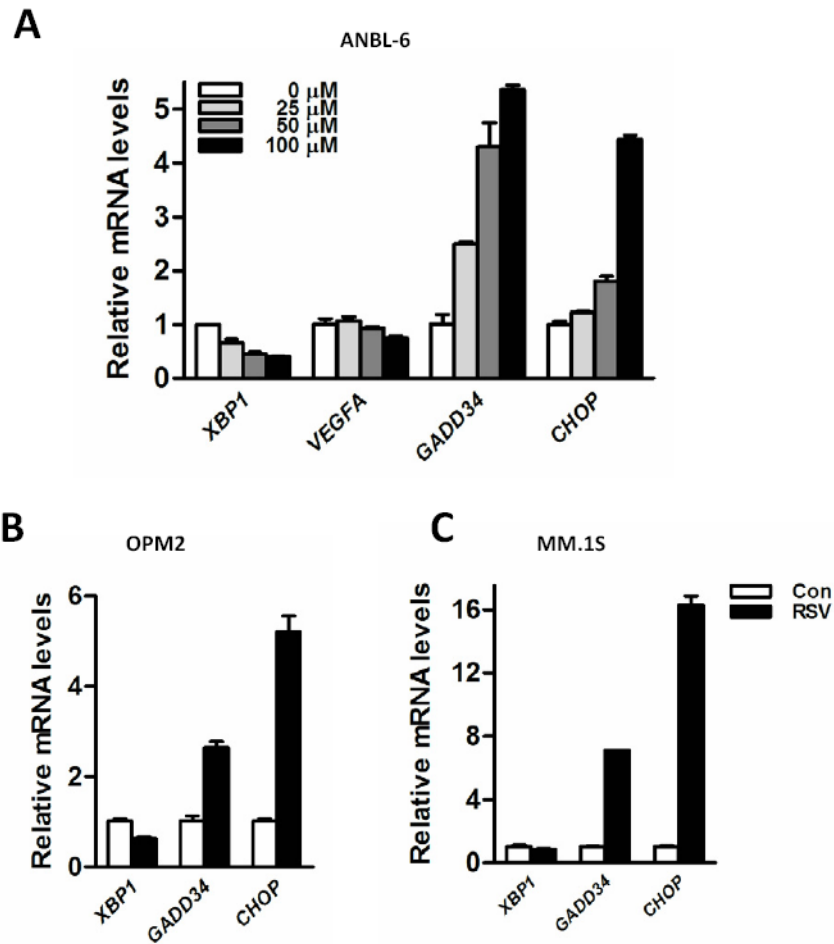 A
ANBL-6
Relative mRNA levels
5
4
3
2
1
0
0 µM
25 µM
50 µM
100 µM
XBP1
VEGFA
GADD34
CHOP
B
OPM2
Relative mRNA levels
6
4
2
0
XBP1
GADD34
CHOP
C
MM.1S
Relative mRNA levels
16
12
8
4
0
Con
RSV
XBP1
GADD34
CHOP